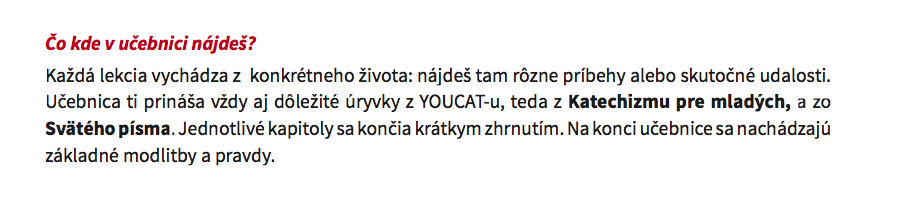 Čo kde v učebnici nájdeš?
Každá lekcia vychádza z  konkrétneho života: nájdeš tam rôzne príbehy alebo skutočné udalosti.
Učebnica ti prináša vždy aj dôležité úryvky z YOUCAT-u, teda z Katechizmu pre mladých, a zo
Svätého písma. Jednotlivé kapitoly sa končia krátkym zhrnutím. Na konci učebnice sa nachádzajú
základné modlitby a pravdy.